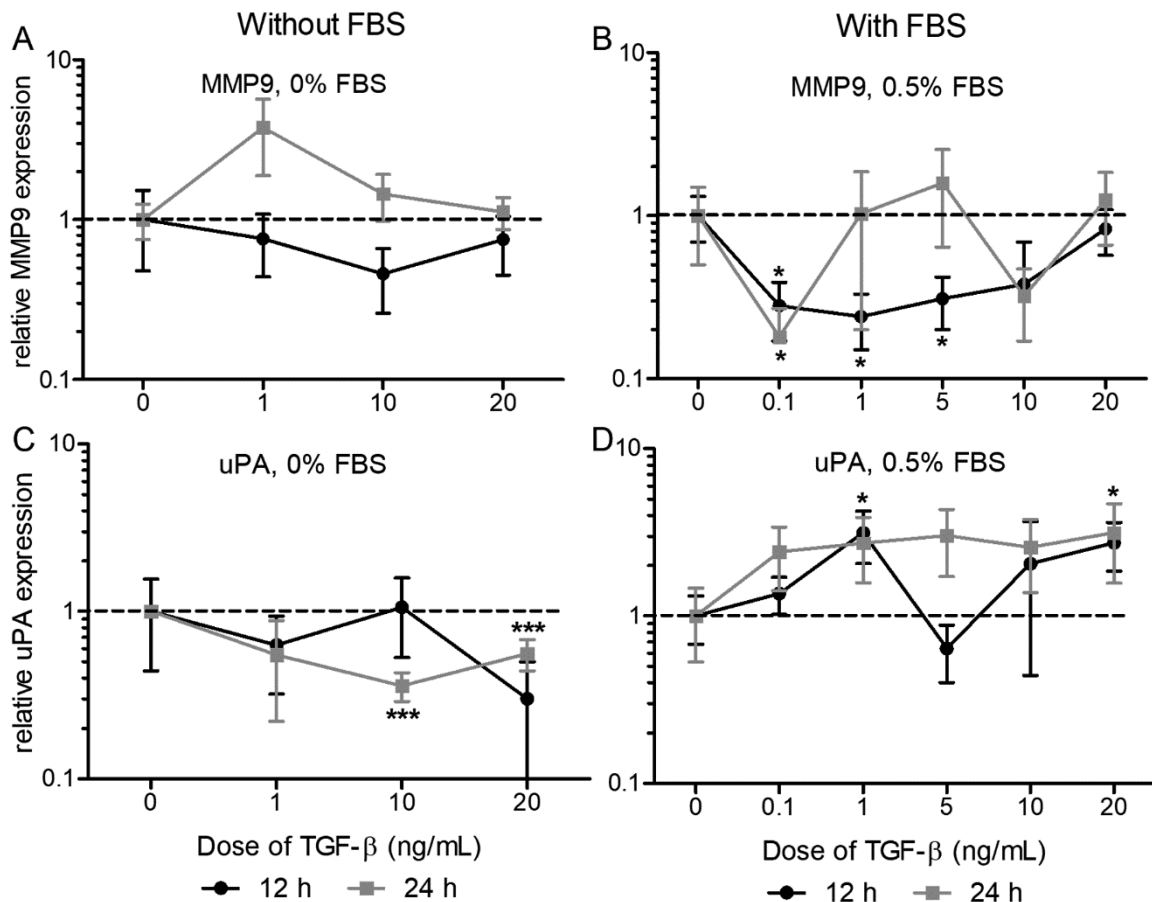 Without FBS
With FBS
A
MMP9, 0% FBS
relative MMP9 expression
10
1
0.1
0 1 10 20
B
MMP9, 0.5% FBS
10
1
0.1
*
*
*
*
0 0.1 1 5 10 20
C
uPA, 0% FBS
relative uPA expression
10
1
0.1
***
***
0 1 10 20
Dose of TGF-β (ng/mL)
12 h 24 h
D
uPA, 0.5% FBS
10
1
0.1
* *
0 0.1 1 5 10 20
Dose of TGF-β (ng/mL)
12 h 24 h